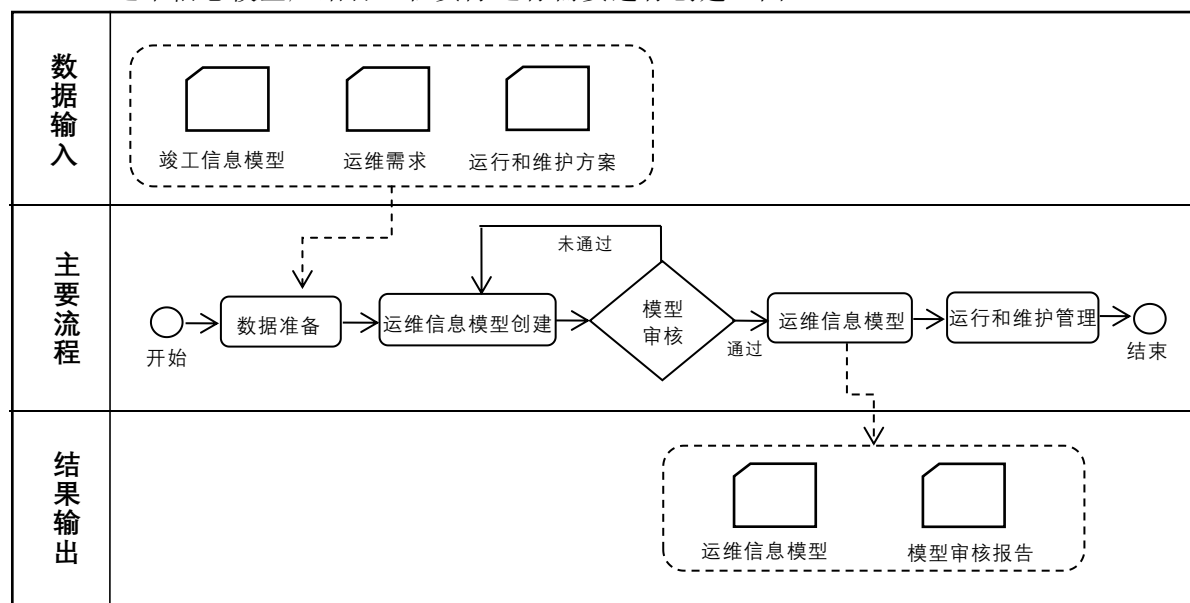 数据输入
竣工信息模型
运维需求
运行和维护方案
主要流程
未通过
开始
数据准备
运维信息模型创建
模型
审核
通过
运维信息模型
运行和维护管理
结束
结果输出
运维信息模型
模型审核报告